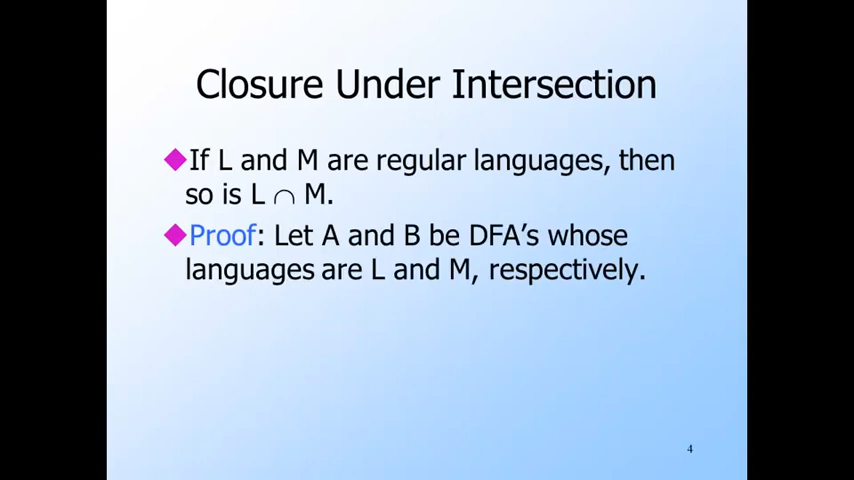 Closure Under Intersection
If L and M are regular languages, then
so is L ∩ M.
Proof: Let A and B be DFA’s whose
languages are L and M, respectively.
4